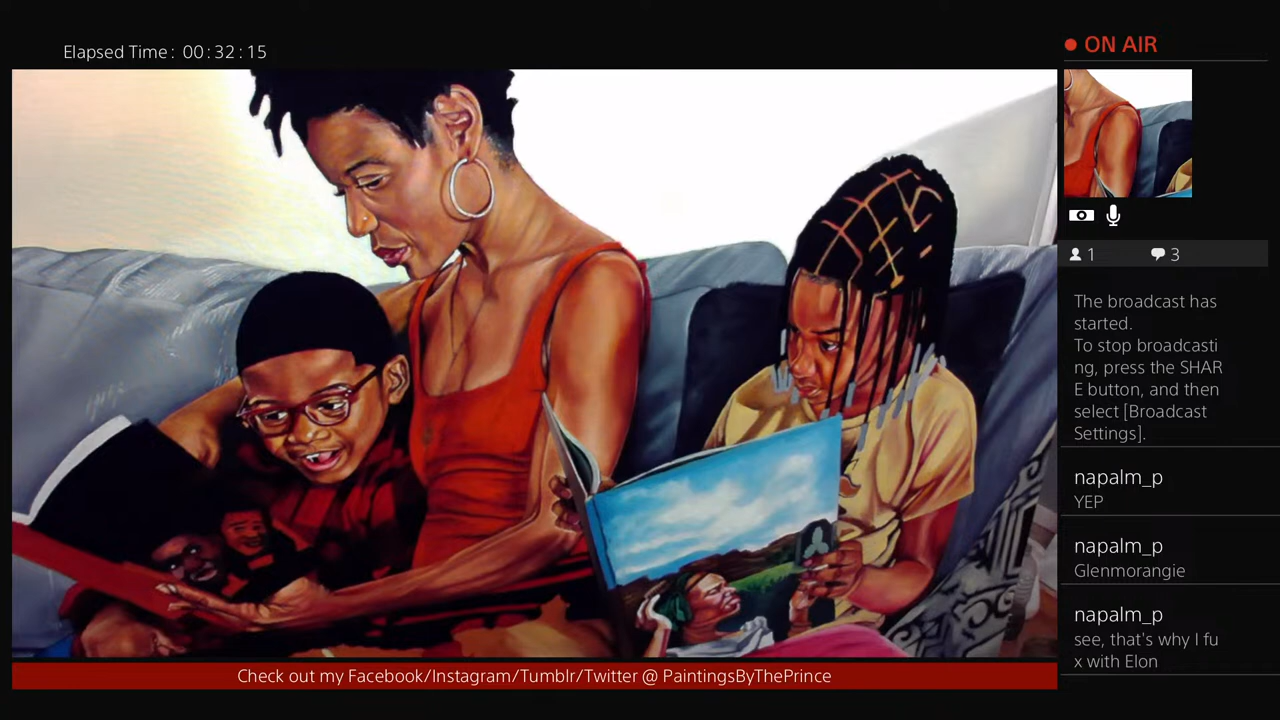 Elapsed Time: 00:32:15
ON AIR
1 3
The broadcast has
started.
To stop broadcasti
ng, press the SHAR
E button, and then
select [Broadcast
Settings].
napalm_p
YEP
napalm_p
Glenmorangie
napalm_p
see, that's why I fu
x with Elon
Check out my Facebook/Instagram/Tumblr/Twitter @ PaintingsByThePrince